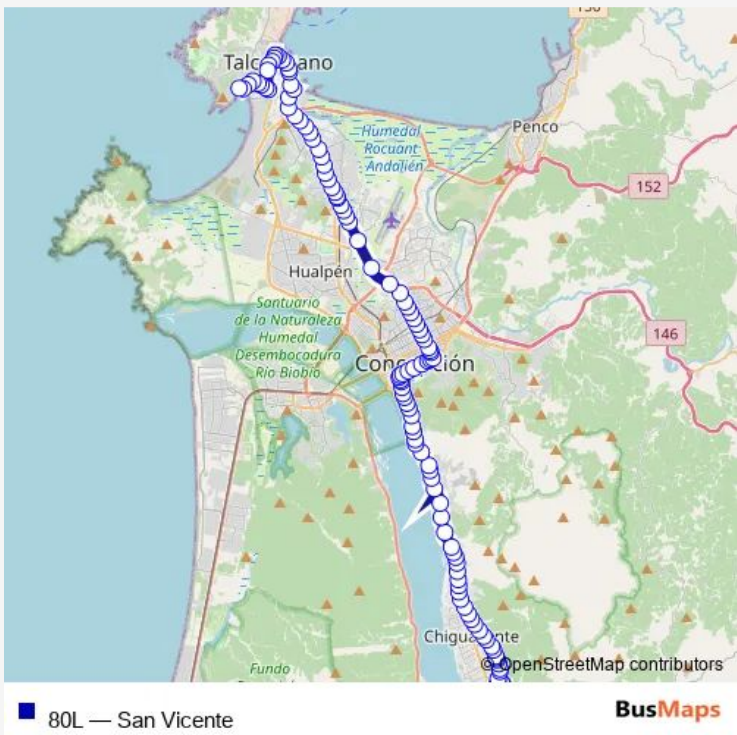 150
Talcahuano
Penco
Humedal
Rocuant
Andalién
152
Hualpén
Santuario
de la Naturaleza
Humedal
Desembocadura
Río Biobío
146
Concepción
Chiguayante
© OpenStreetMap contributors
Fundo
80L — San Vicente
BusMaps